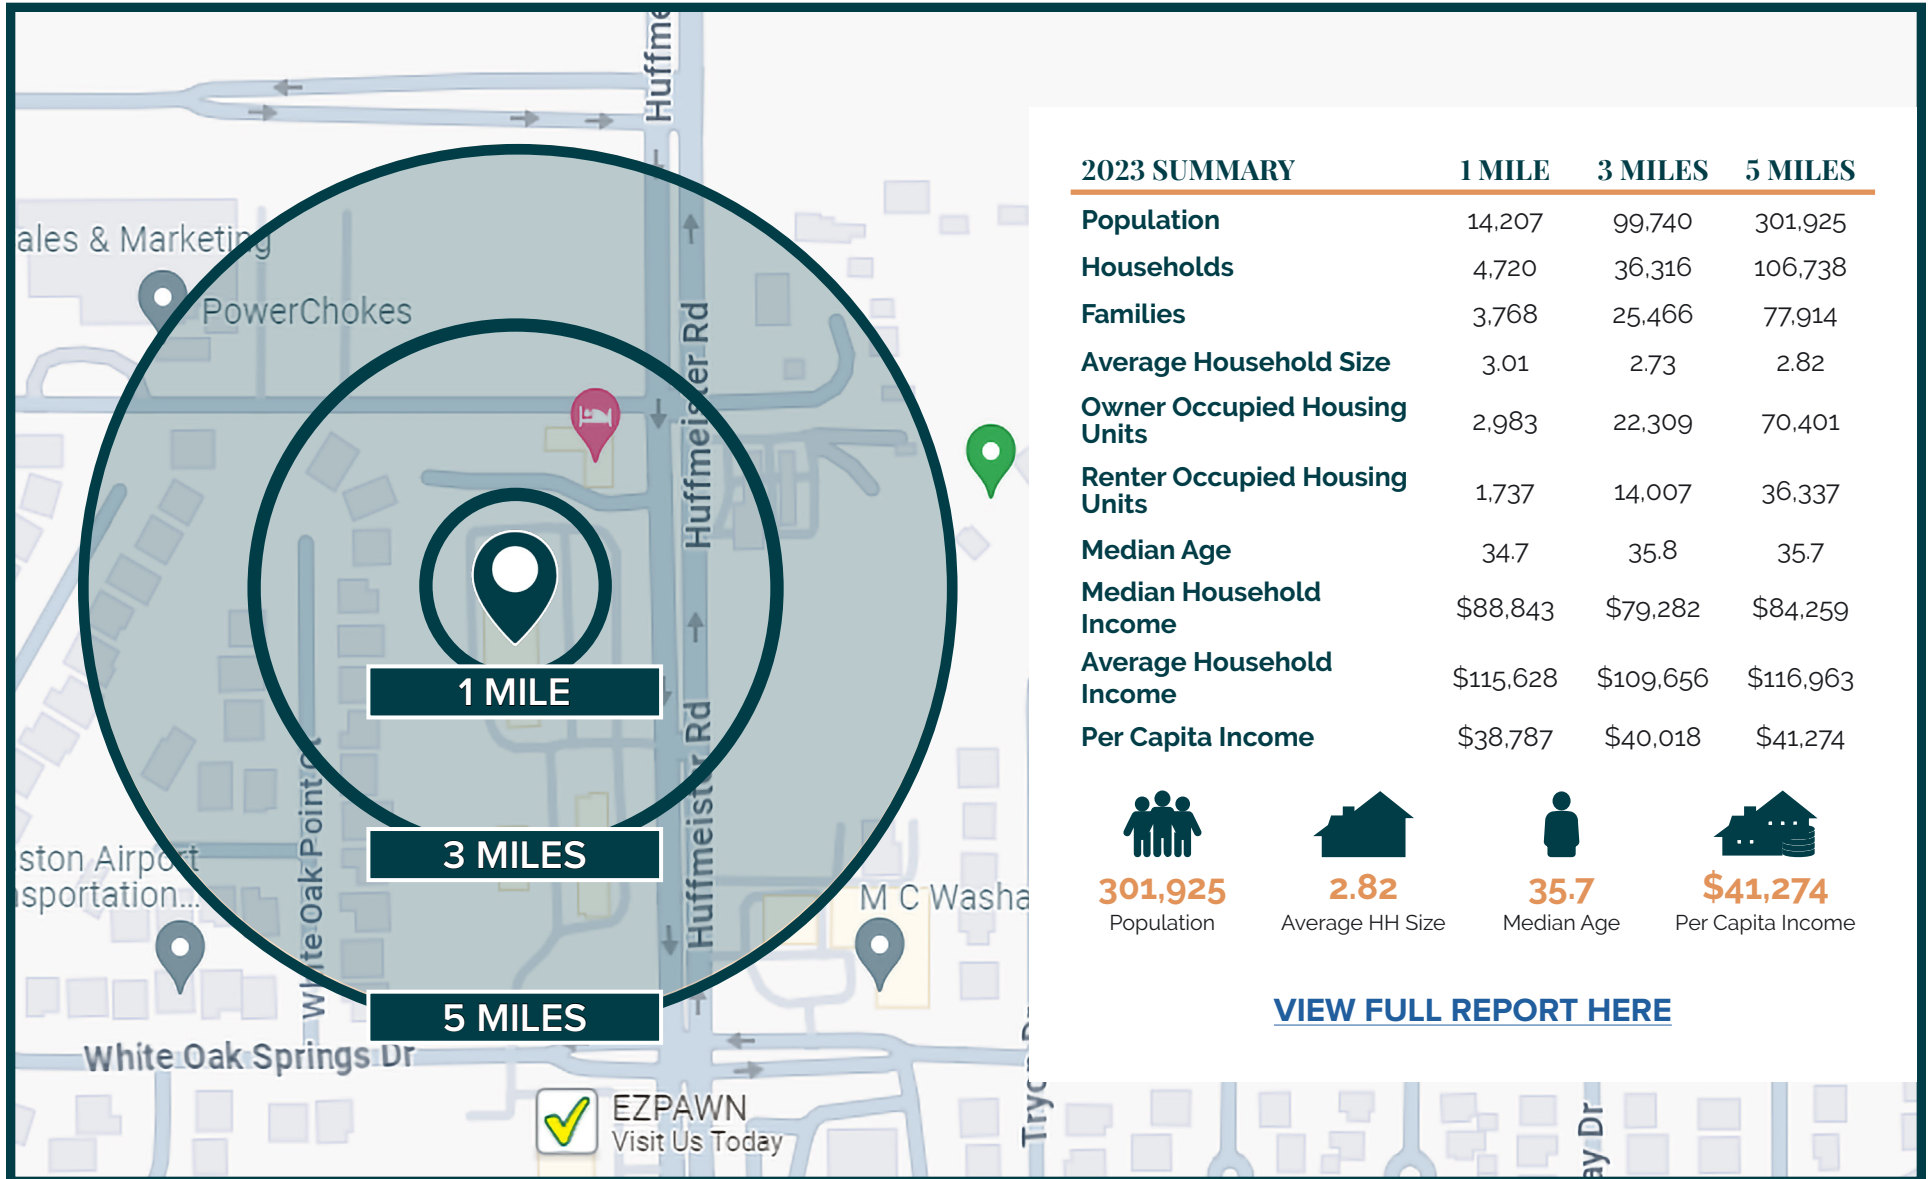 Huffme
ales & Marketing
PowerChokes
Huffmeister Rd
1 MILE
Huffmeister Rd
3 MILES
White Oak Point Ct
ston Airport
sportation...
M C Washa
5 MILES
White Oak Springs Dr
EZPAWN
Visit Us Today
Tryon Dr
ay Dr
2023 SUMMARY 1 MILE 3 MILES 5 MILES
Population 14,207 99,740 301,925
Households 4,720 36,316 106,738
Families 3,768 25,466 77,914
Average Household Size 3.01 2.73 2.82
Owner Occupied Housing
Units 2,983 22,309 70,401
Renter Occupied Housing
Units 1,737 14,007 36,337
Median Age 34.7 35.8 35.7
Median Household
Income $88,843 $79,282 $84,259
Average Household
Income $115,628 $109,656 $116,963
Per Capita Income $38,787 $40,018 $41,274
301,925 2.82 35.7 $41,274
Population Average HH Size Median Age Per Capita Income
VIEW FULL REPORT HERE